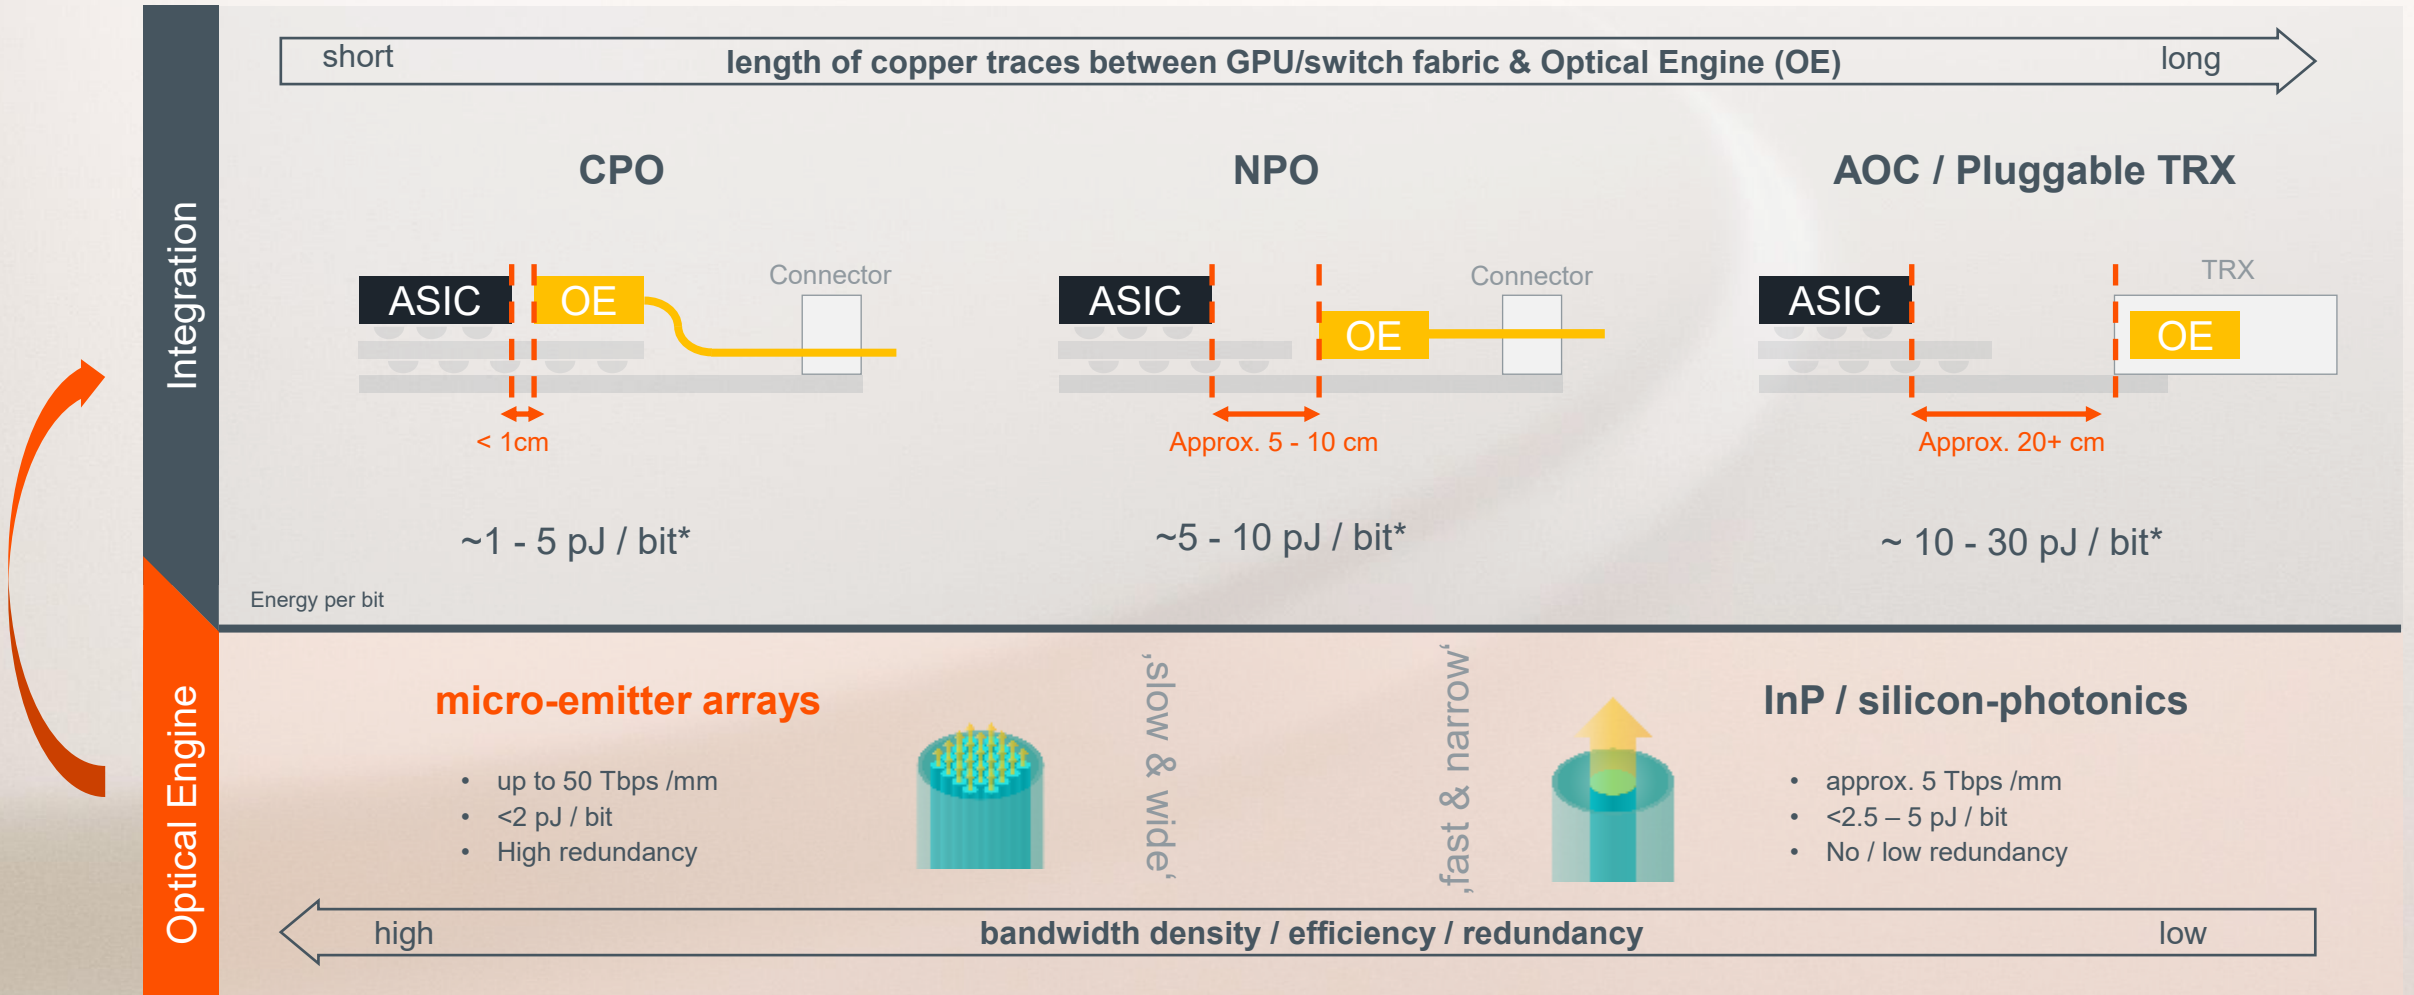 short length of copper traces between GPU/switch fabric & Optical Engine (OE) long
Integration
CPO
NPO
AOC / Pluggable TRX
ASIC OE Connector
ASIC OE Connector
ASIC OE TRX
< 1cm
Approx. 5 - 10 cm
Approx. 20+ cm
~1 - 5 pJ / bit*
~5 - 10 pJ / bit*
~ 10 - 30 pJ / bit*
Energy per bit
Optical Engine
micro-emitter arrays
• up to 50 Tbps /mm
• <2 pJ / bit
• High redundancy
‚slow & wide‘
‚fast & narrow‘
InP / silicon-photonics
• approx. 5 Tbps /mm
• <2.5 – 5 pJ / bit
• No / low redundancy
high bandwidth density / efficiency / redundancy low